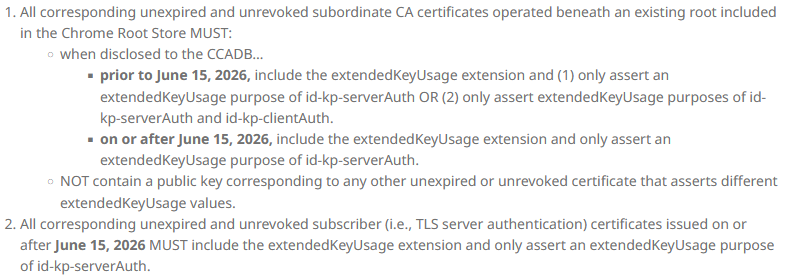 1. All corresponding unexpired and unrevoked subordinate CA certificates operated beneath an existing root included
in the Chrome Root Store MUST:
◦ when disclosed to the CCADB…
▪ prior to June 15, 2026, include the extendedKeyUsage extension and (1) only assert an
extendedKeyUsage purpose of id-kp-serverAuth OR (2) only assert extendedKeyUsage purposes of id-
kp-serverAuth and id-kp-clientAuth.
▪ on or after June 15, 2026, include the extendedKeyUsage extension and only assert an
extendedKeyUsage purpose of id-kp-serverAuth.
◦ NOT contain a public key corresponding to any other unexpired or unrevoked certificate that asserts different
extendedKeyUsage values.
2. All corresponding unexpired and unrevoked subscriber (i.e., TLS server authentication) certificates issued on or
after June 15, 2026 MUST include the extendedKeyUsage extension and only assert an extendedKeyUsage purpose
of id-kp-serverAuth.